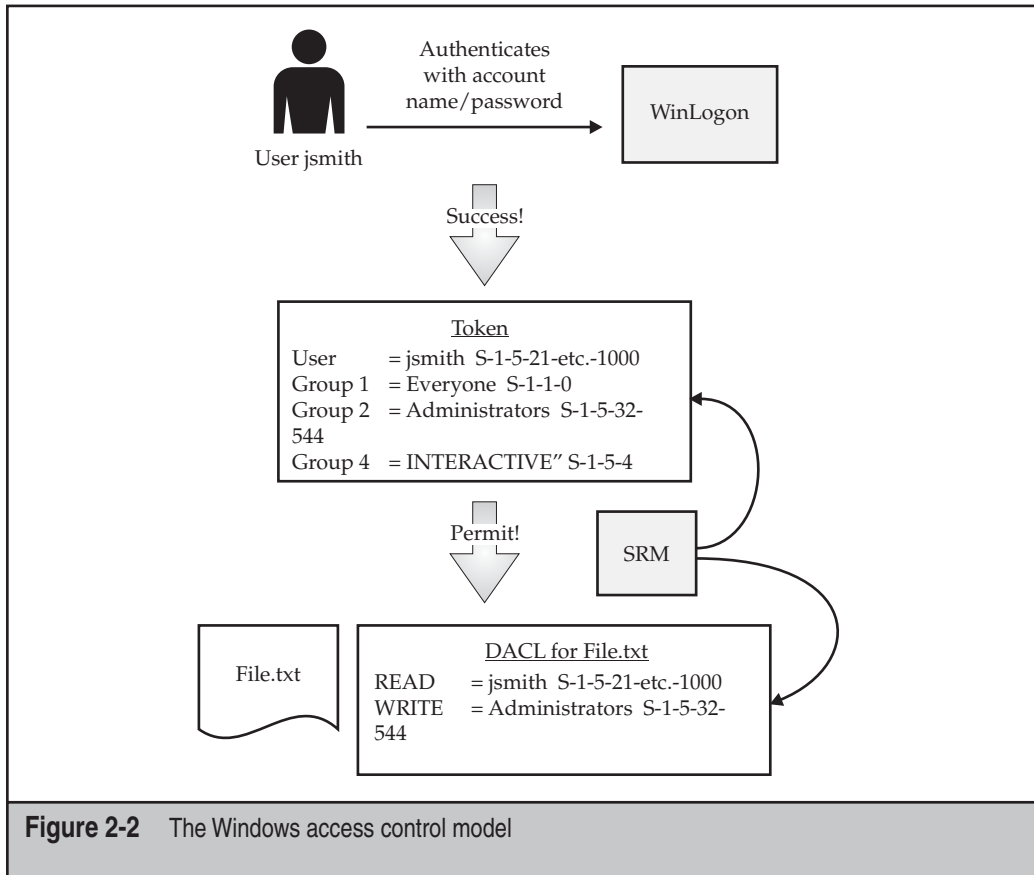 Authenticates
with account
name/password
WinLogon
User jsmith
Success!
Token
User = jsmith S-1-5-21-etc.-1000
Group 1 = Everyone S-1-1-0
Group 2 = Administrators S-1-5-32-
544
Group 4 = INTERACTIVE” S-1-5-4
Permit!
SRM
File.txt
DACL for File.txt
READ = jsmith S-1-5-21-etc.-1000
WRITE = Administrators S-1-5-32-
544
Figure 2-2 The Windows access control model